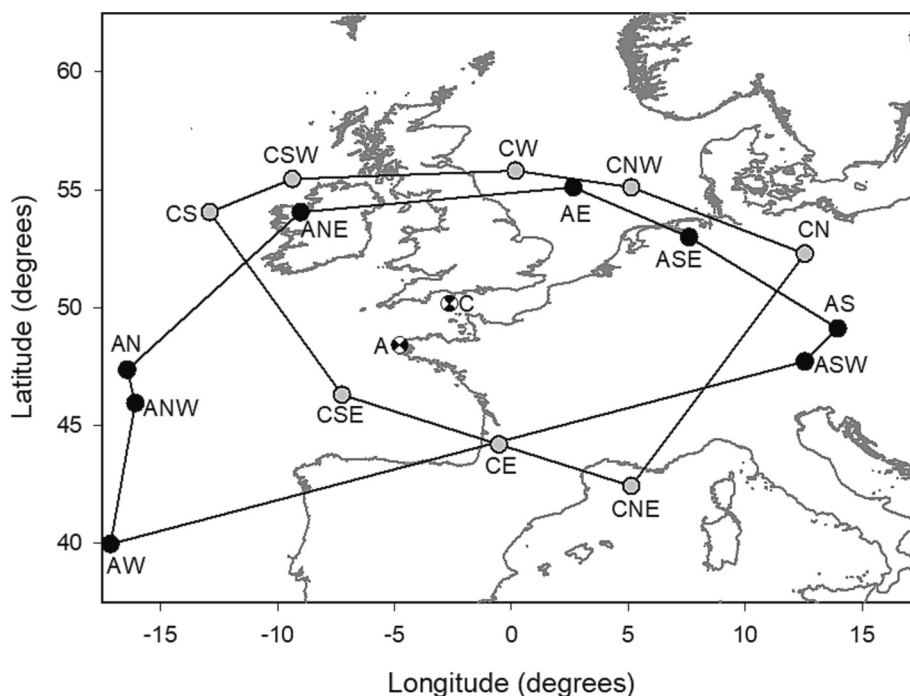 60
55
50
45
40
Latitude (degrees)
CSW
CW
CNW
CS
ANE
AE
CN
ASE
C
AS
A
AN
ASW
ANW
CSE
CE
CNE
AW
-15
-10
-5
0
5
10
15
Longitude (degrees)